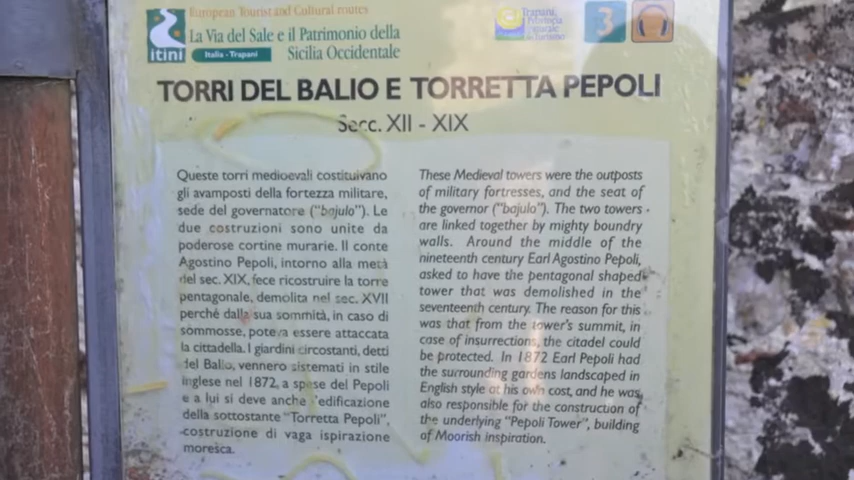 European Tourist and Cultural routes
La Via del Sale e il Patrimonio della
Sicilia Occidentale
itini
Italia - Trapani
Trapani,
Provincia
Turismo
3
TORRI DEL BALIO E TORRETTA PEPOLI
Secc. XII - XIX
Queste torri medioevali costituivano
gli avamposti della fortezza militare,
sede del governatore ("bajulo"). Le
due costruzioni sono unite da
poderose cortine murarie. Il conte
Agostino Pepoli, intorno alla metà
del sec. XIX, fece ricostruire la torre
pentagonale, demolita nel sec. XVII
perché dalla sua sommità, in caso di
sommosse, poteva essere attaccata
la cittadella. I giardini circostanti, detti
del Balio, vennero sistemati in stile
inglese nel 1872, a spese del Pepoli
e a lui si deve anche l'edificazione
della sottostante "Torretta Pepoli",
costruzione di vaga ispirazione
moresca.
These Medieval towers were the outposts
of military fortresses, and the seat of
the governor ("bajulo"). The two towers
are linked together by mighty boundry
walls. Around the middle of the
nineteenth century Earl Agostino Pepoli,
asked to have the pentagonal shaped
tower that was demolished in the
seventeenth century. The reason for this
was that from the tower's summit, in
case of insurrections, the citadel could
be protected. In 1872 Earl Pepoli had
the surrounding gardens landscaped in
English style at his own cost, and he was
also responsible for the construction of
the underlying "Pepoli Tower", building
of Moorish inspiration.